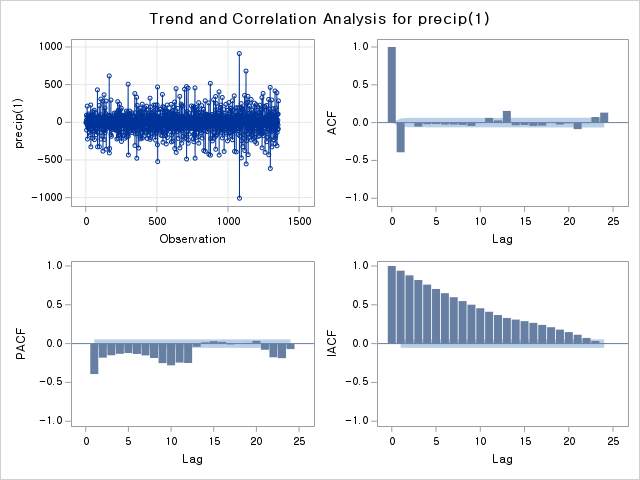 Trend and Correlation Analysis for precip(1)
precip(1)
1000
500
0
−500
−1000
0 500 1000 1500
Observation
ACF
1.0
0.5
0.0
−0.5
−1.0
0 5 10 15 20 25
Lag
PACF
1.0
0.5
0.0
−0.5
−1.0
0 5 10 15 20 25
Lag
IACF
1.0
0.5
0.0
−0.5
−1.0
0 5 10 15 20 25
Lag